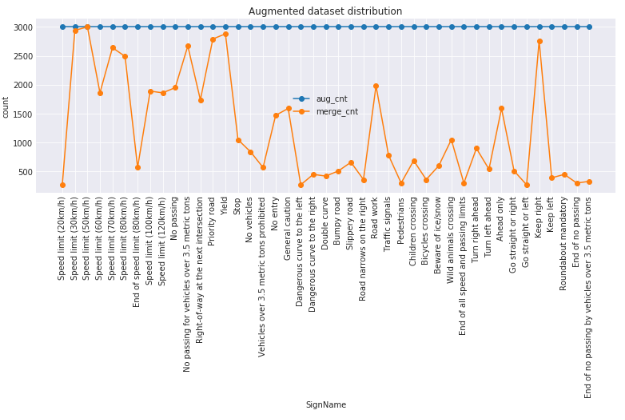 Augmented dataset distribution
count
3000
2500
2000
1500
1000
500
aug_cnt
merge_cnt
Speed limit (20km/h)
Speed limit (30km/h)
Speed limit (50km/h)
Speed limit (60km/h)
Speed limit (70km/h)
Speed limit (80km/h)
End of speed limit (80km/h)
Speed limit (100km/h)
Speed limit (120km/h)
No passing
No passing for vehicles over 3.5 metric tons
Right-of-way at the next intersection
Priority road
Yield
Stop
No vehicles
Vehicles over 3.5 metric tons prohibited
No entry
General caution
Dangerous curve to the left
Dangerous curve to the right
Double curve
Bumpy road
Slippery road
Road narrows on the right
Road work
Traffic signals
Pedestrians
Children crossing
Bicycles crossing
Beware of ice/snow
Wild animals crossing
End of all speed and passing limits
Turn right ahead
Turn left ahead
Ahead only
Go straight or right
Go straight or left
Keep right
Keep left
Roundabout mandatory
End of no passing
End of no passing by vehicles over 3.5 metric tons
SignName